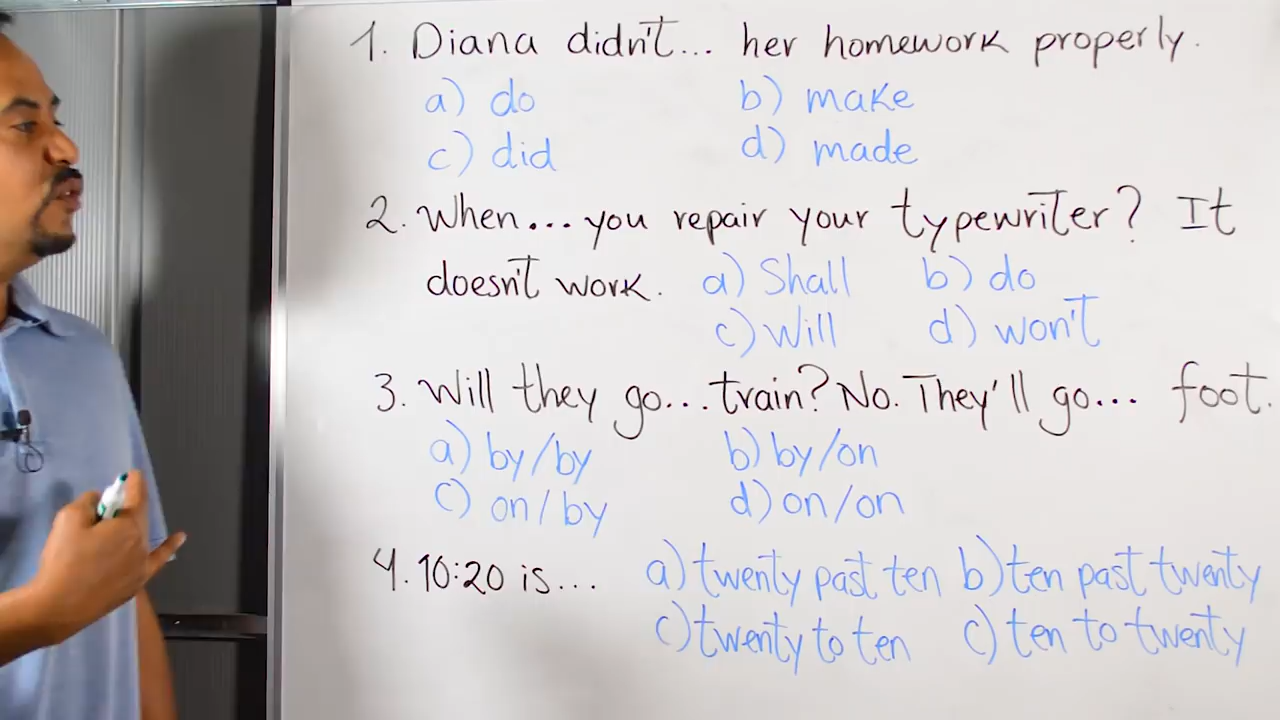 1. Diana didn't... her homework properly.
a) do b) make
c) did d) made
2. When... you repair your typewriter? It
doesn't work. a) Shall b) do
c) Will d) won't
3. Will they go... train? No. They'll go... foot.
a) by/by b) by/on
c) on/by d) on/on
4. 10:20 is... a) twenty past ten b) ten past twenty
c) twenty to ten c) ten to twenty